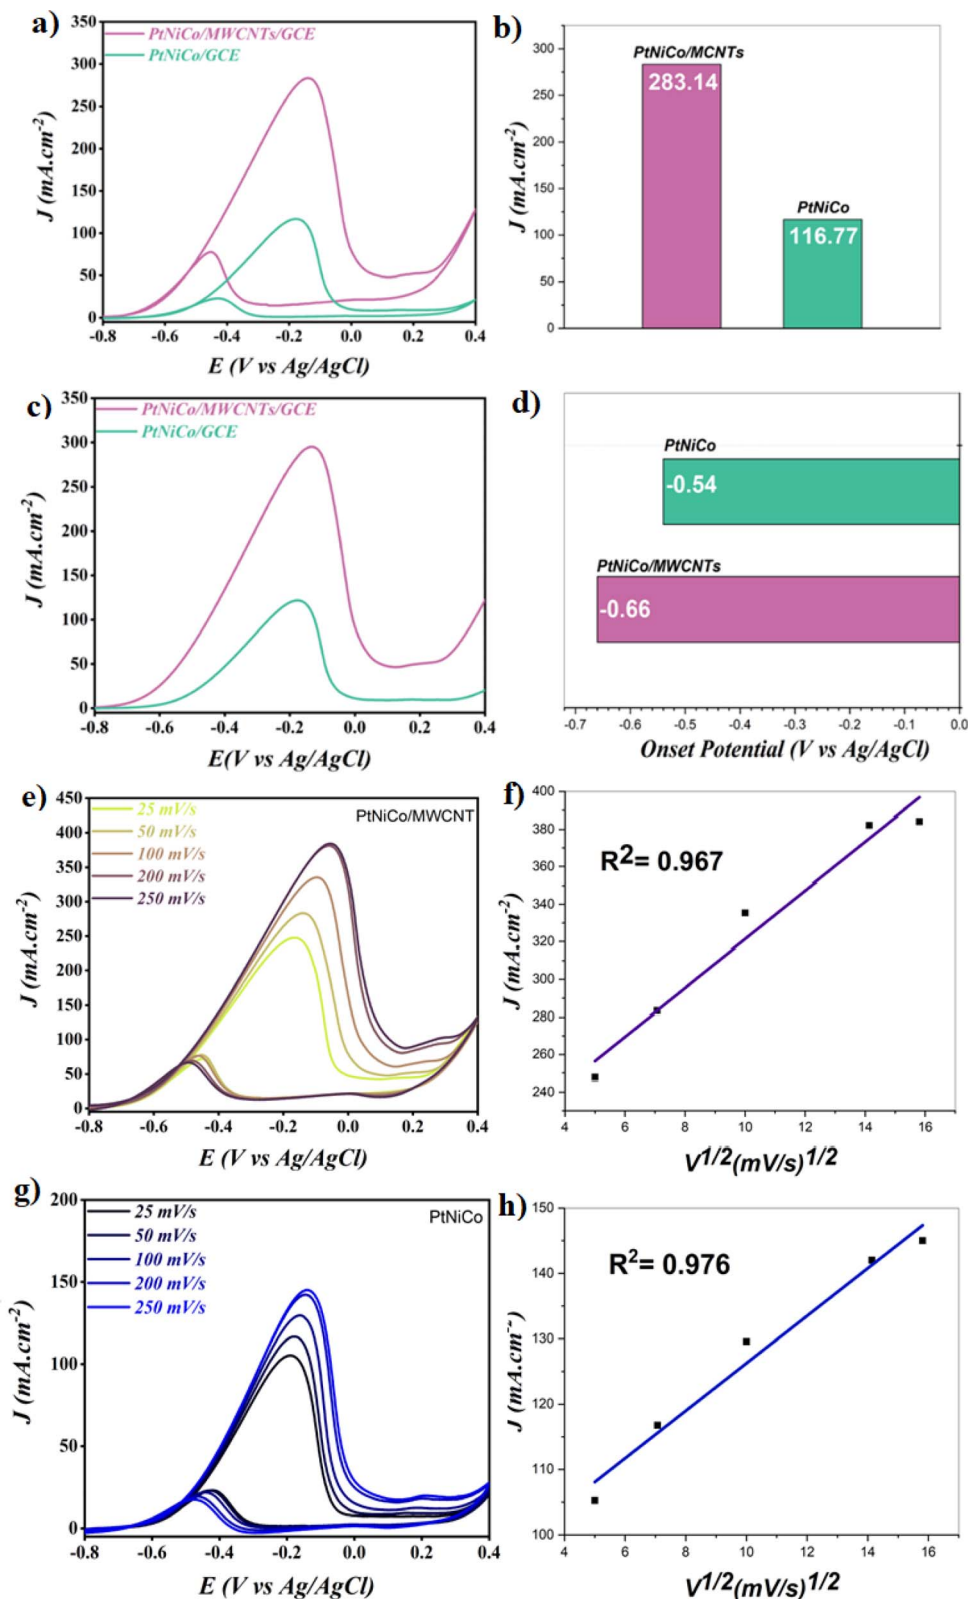 a)
PtNiCo/MWCNTs/GCE
PtNiCo/GCE
J (mA.cm-2)
350
300
250
200
150
100
50
0
-0.8 -0.6 -0.4 -0.2 0.0 0.2 0.4
E (V vs Ag/AgCl)
b)
PtNiCo/MCNTs
283.14
PtNiCo
116.77
J (mA.cm-2)
300
250
200
150
100
50
0
c)
PtNiCo/MWCNTs/GCE
PtNiCo/GCE
J (mA.cm-2)
350
300
250
200
150
100
50
0
-0.8 -0.6 -0.4 -0.2 0.0 0.2 0.4
E(V vs Ag/AgCl)
d)
PtNiCo
-0.54
PtNiCo/MWCNTs
-0.66
-0.7 -0.6 -0.5 -0.4 -0.3 -0.2 -0.1 0.0
Onset Potential (V vs Ag/AgCl)
e)
25 mV/s
50 mV/s
100 mV/s
200 mV/s
250 mV/s
PtNiCo/MWCNT
J (mA.cm-2)
450
400
350
300
250
200
150
100
50
0
-0.8 -0.6 -0.4 -0.2 0.0 0.2 0.4
E (V vs Ag/AgCl)
f)
R2= 0.967
J (mA.cm-2)
400
380
360
340
320
300
280
260
240
4 6 8 10 12 14 16
V1/2(mV/s)1/2
g)
25 mV/s
50 mV/s
100 mV/s
200 mV/s
250 mV/s
PtNiCo
J (mA.cm-2)
200
150
100
50
0
-0.8 -0.6 -0.4 -0.2 0.0 0.2 0.4
E (V vs Ag/AgCl)
h)
R2= 0.976
J (mA.cm-2)
150
140
130
120
110
100
4 6 8 10 12 14 16
V1/2(mV/s)1/2